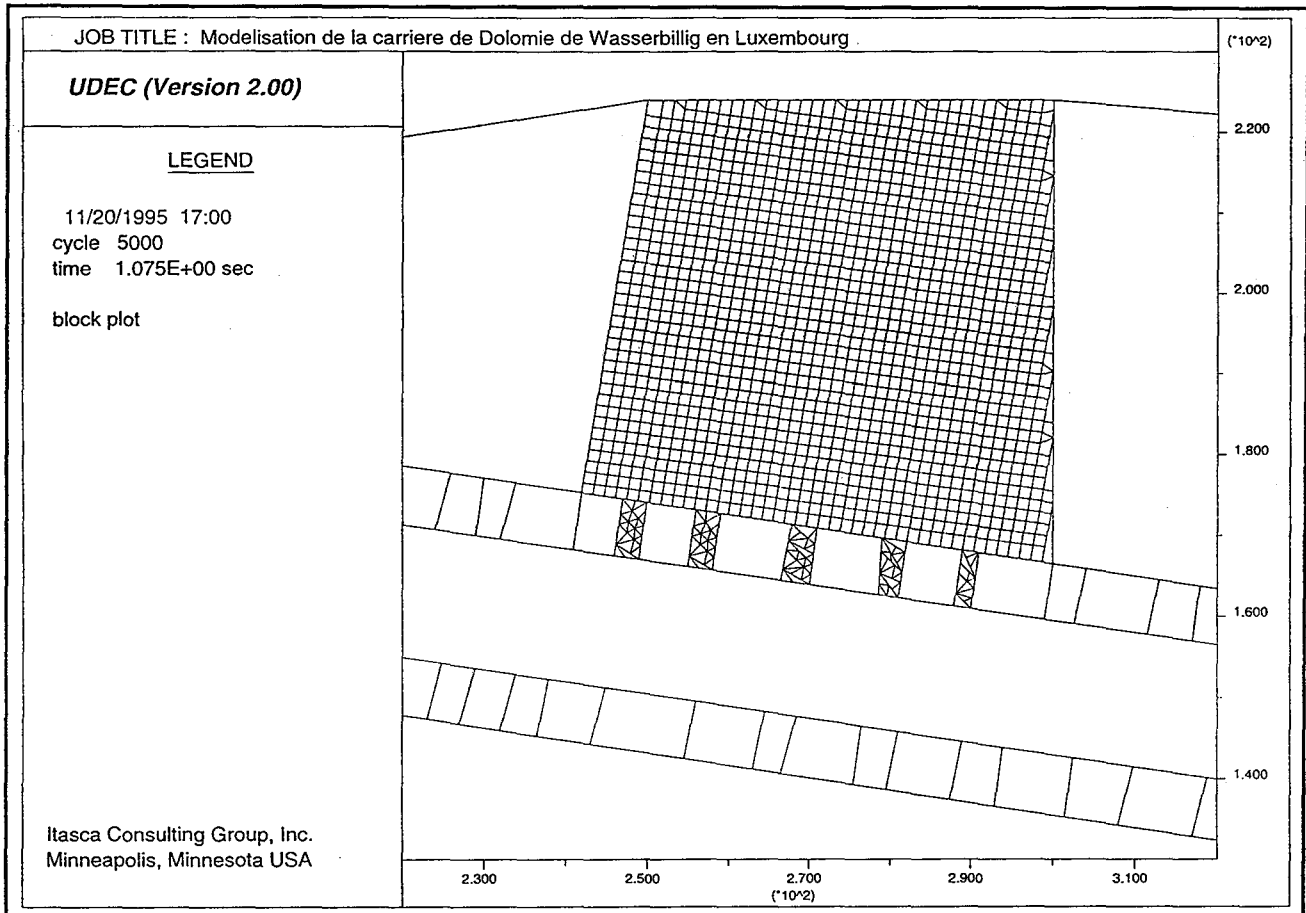 JOB TITLE : Modelisation de la carriere de Dolomie de Wasserbillig en Luxembourg
(*10^2)
UDEC (Version 2.00)
LEGEND
11/20/1995 17:00
cycle 5000
time 1.075E+00 sec
block plot
Itasca Consulting Group, Inc.
Minneapolis, Minnesota USA
2.200
2.000
1.800
1.600
1.400
2.300 2.500 2.700 2.900 3.100
(*10^2)